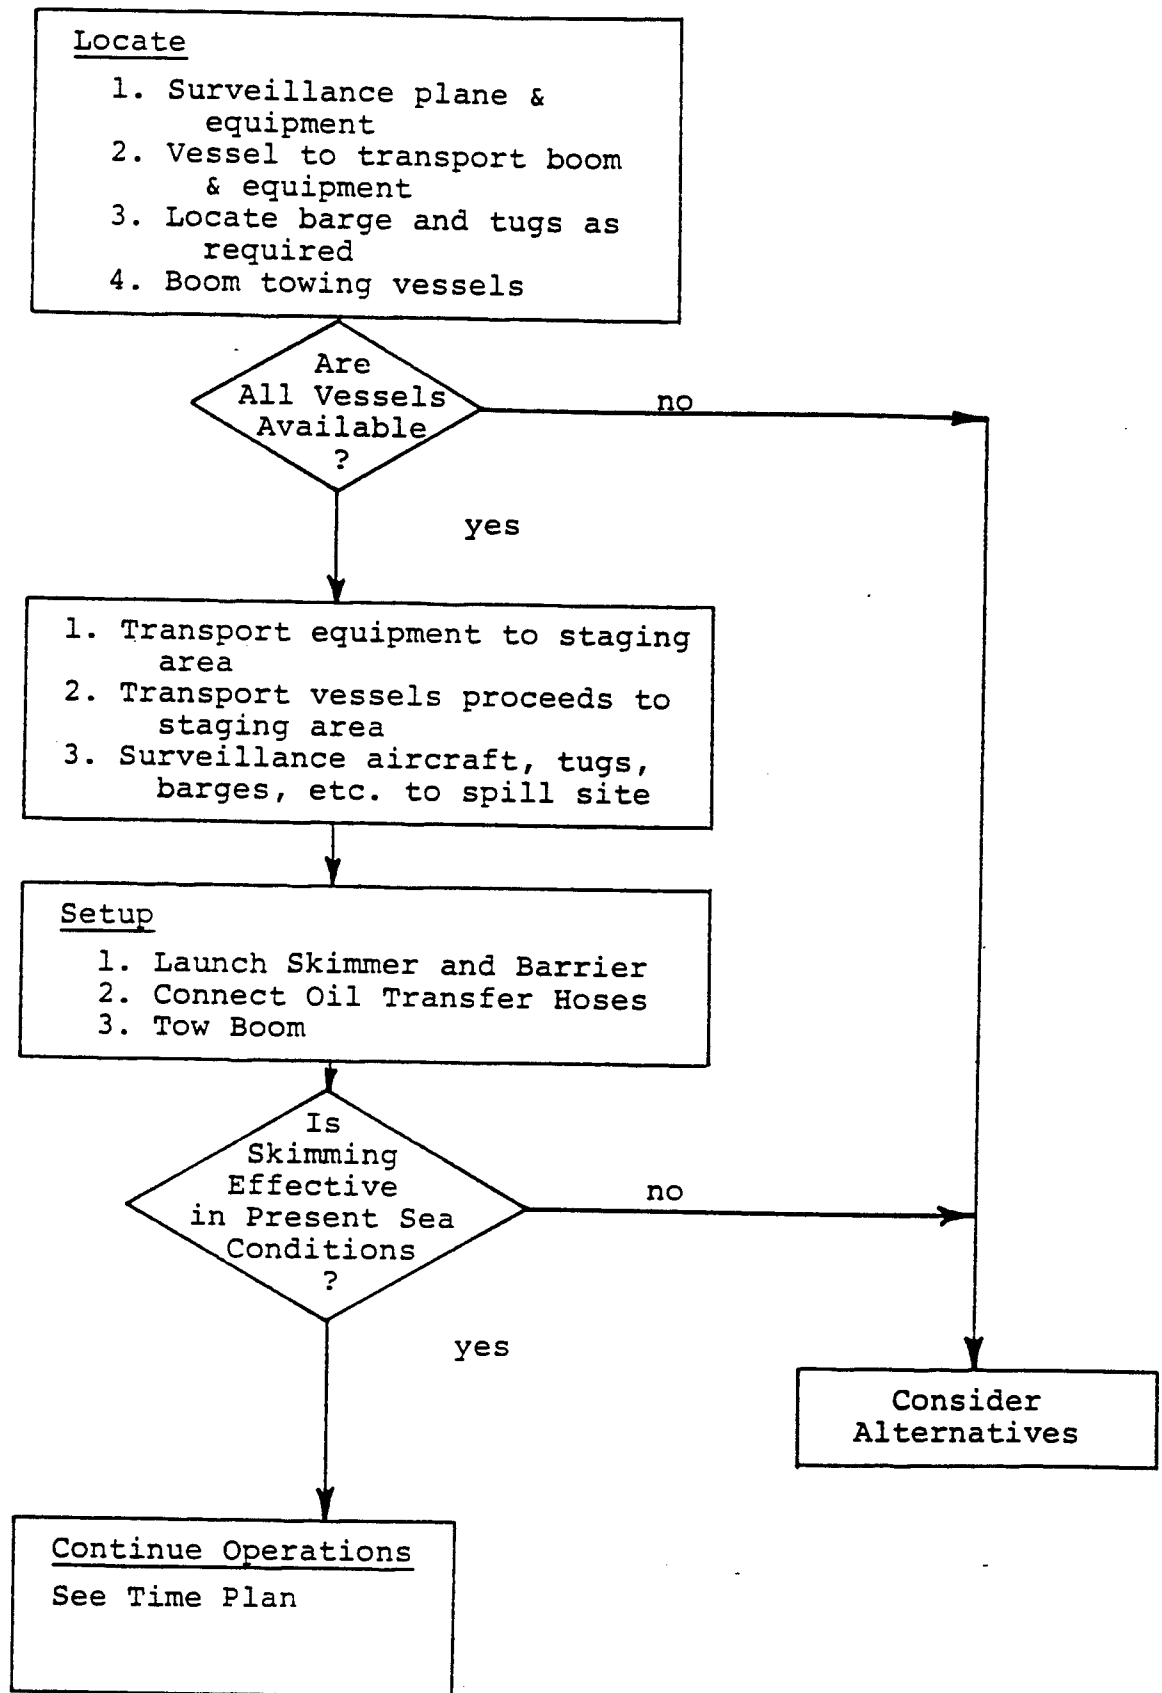 Locate
1. Surveillance plane &
equipment
2. Vessel to transport boom
& equipment
3. Locate barge and tugs as
required
4. Boom towing vessels
Are
All Vessels
Available
?
no
yes
1. Transport equipment to staging
area
2. Transport vessels proceeds to
staging area
3. Surveillance aircraft, tugs,
barges, etc. to spill site
Setup
1. Launch Skimmer and Barrier
2. Connect Oil Transfer Hoses
3. Tow Boom
Is
Skimming
Effective
in Present Sea
Conditions
?
no
yes
Consider
Alternatives
Continue Operations
See Time Plan